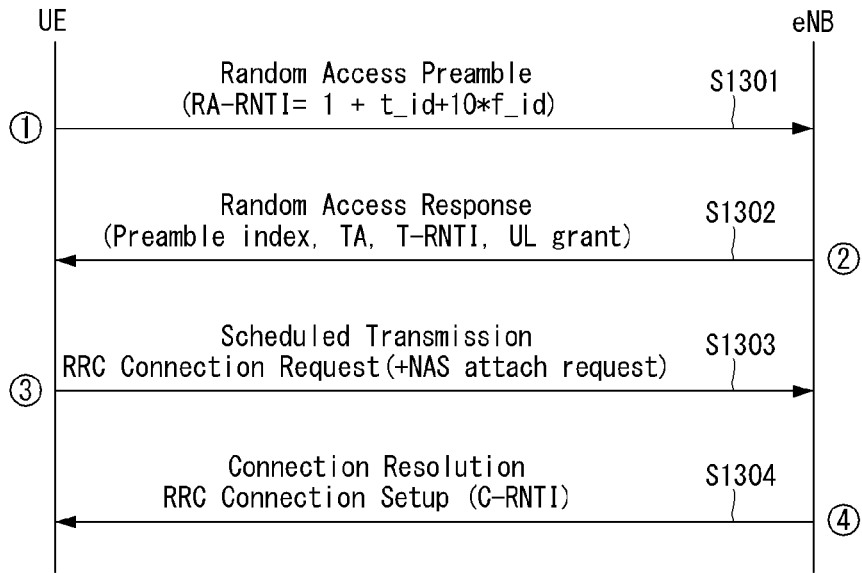 UE
eNB
Random Access Preamble
(RA-RNTI= 1 + t_id+10*f_id)
S1301
①
Random Access Response
(Preamble index, TA, T-RNTI, UL grant)
S1302
②
Scheduled Transmission
RRC Connection Request(+NAS attach request)
S1303
③
Connection Resolution
RRC Connection Setup (C-RNTI)
S1304
④